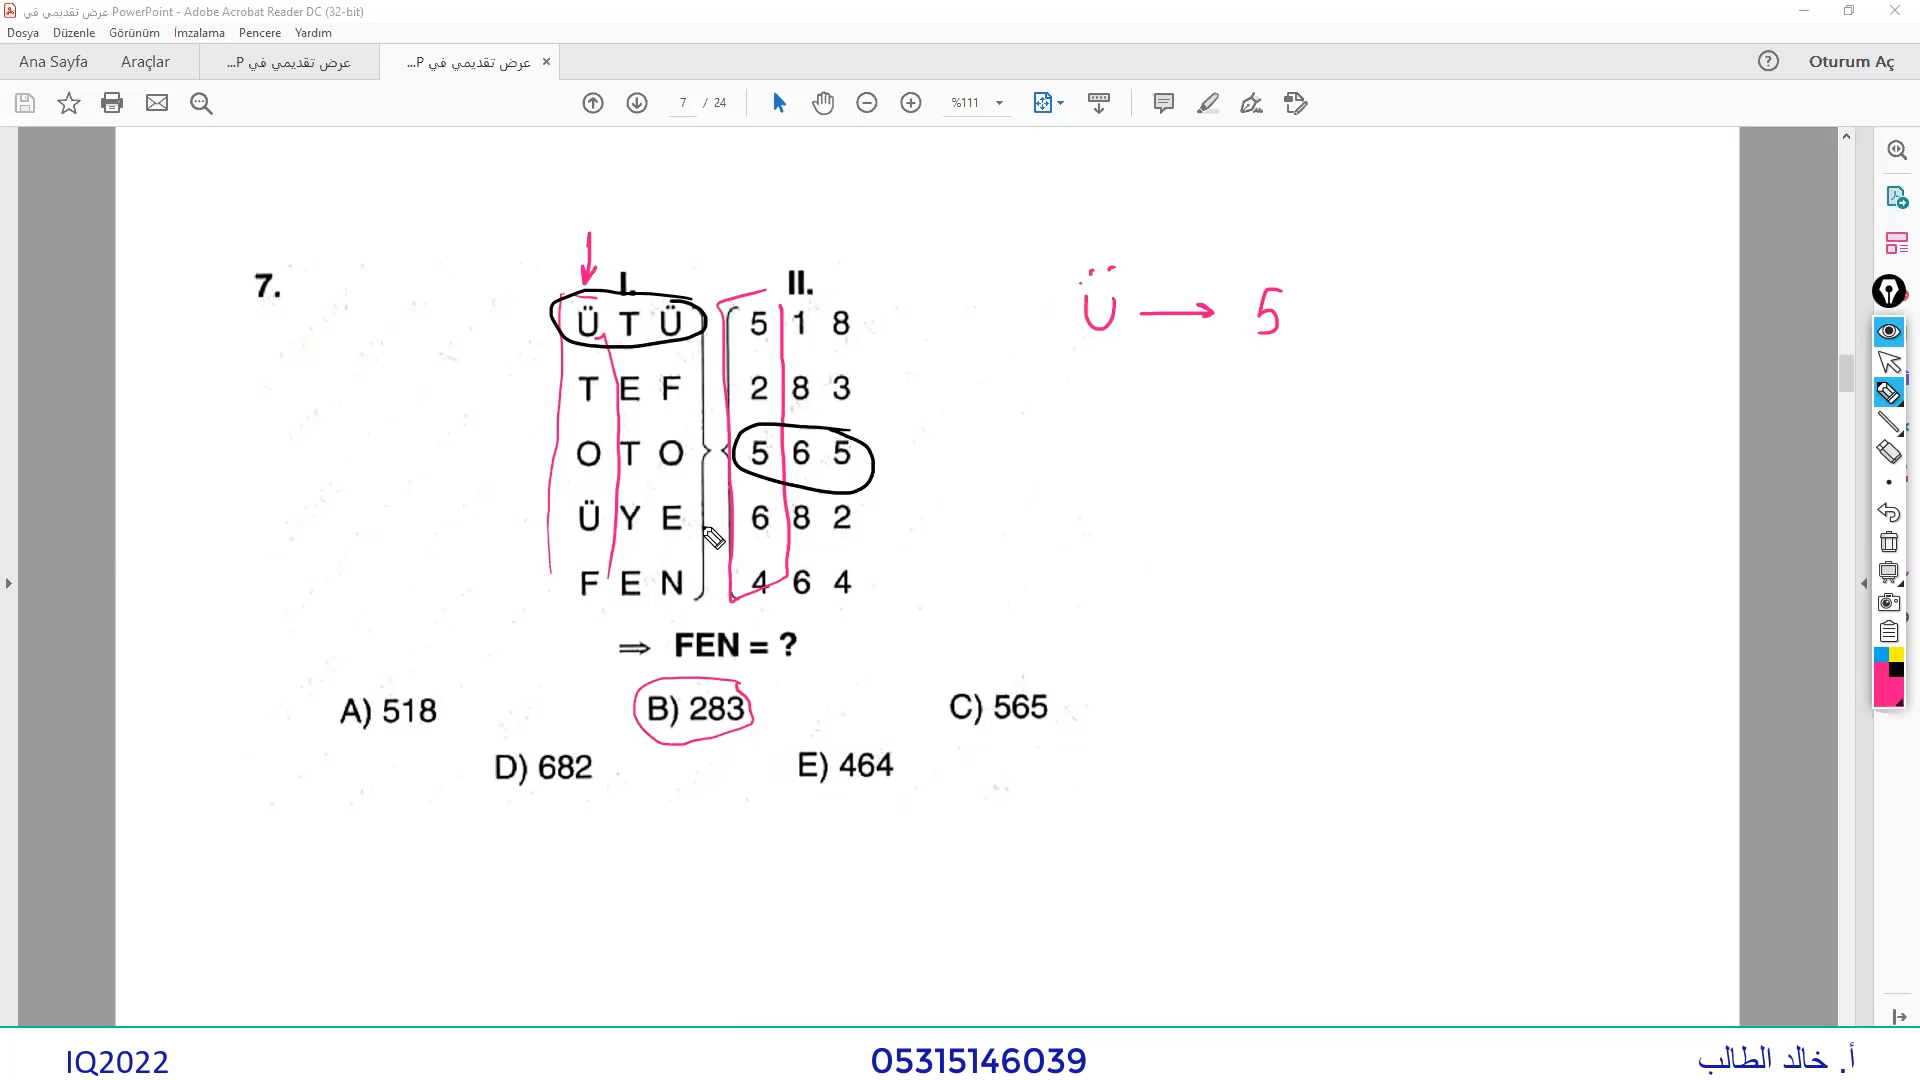 عرض تقديمي في PowerPoint - Adobe Acrobat Reader DC (32-bit)
Dosya Düzenle Görünüm İmzalama Pencere Yardım
Ana Sayfa Araçlar عرض تقديمي في P... عرض تقديمي في P... × Oturum Aç
7 / 24 %111
7.
I. II.
Ü T Ü 5 1 8
T E F 2 8 3
O T O 5 6 5
Ü Y E 6 8 2
F E N 4 6 4
⇒ FEN = ?
A) 518 B) 283 C) 565
D) 682 E) 464
Ü → 5
IQ2022 05315146039 أ. خالد الطالب